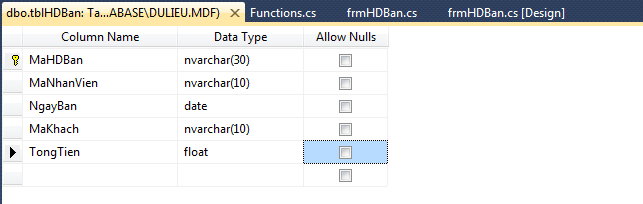 dbo.tblHDBan: Ta...ABASE\DULIEU.MDF) Functions.cs frmHDBan.cs frmHDBan.cs [Design]
Column Name Data Type Allow Nulls
MaHDBan nvarchar(30)
MaNhanVien nvarchar(10)
NgayBan date
MaKhach nvarchar(10)
TongTien float